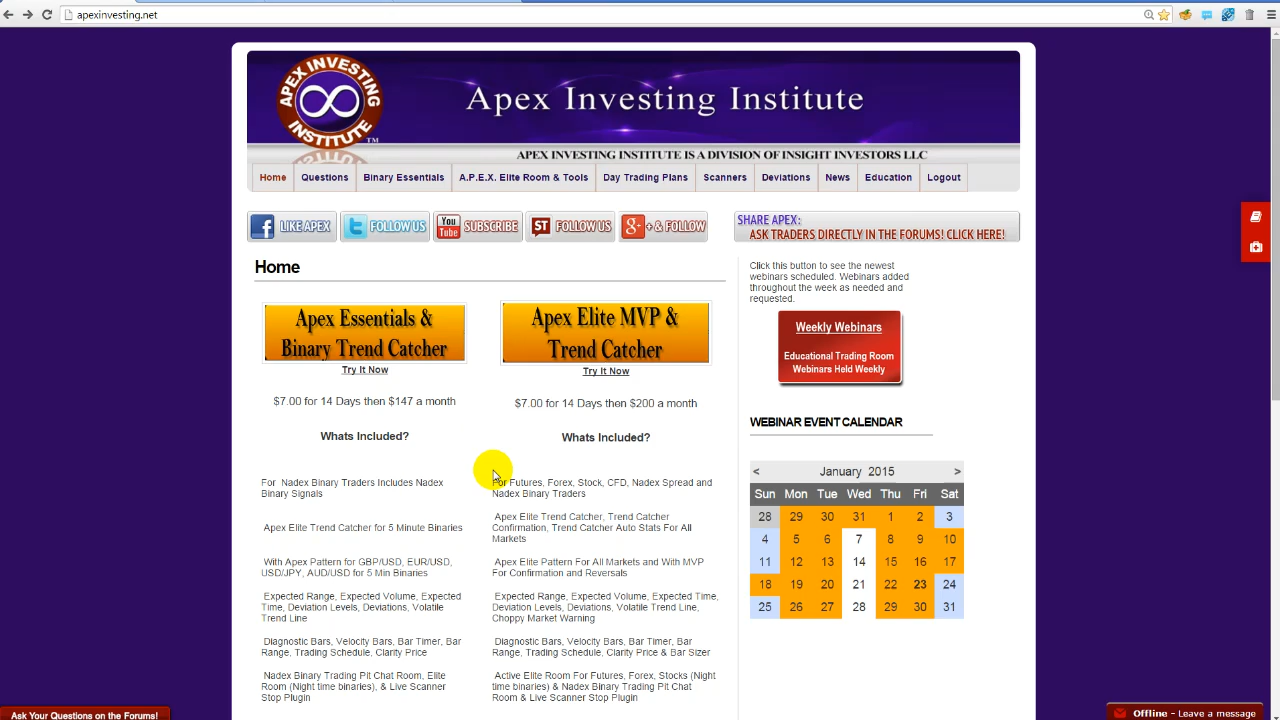 apexinvesting.net
APEX INVESTING
INSTITUTE
TM
Apex Investing Institute
APEX INVESTING INSTITUTE IS A DIVISION OF INSIGHT INVESTORS LLC
Home
Questions
Binary Essentials
A.P.E.X. Elite Room & Tools
Day Trading Plans
Scanners
Deviations
News
Education
Logout
LIKE APEX
FOLLOW US
You Tube SUBSCRIBE
ST FOLLOW US
g+ + & FOLLOW
SHARE APEX:
ASK TRADERS DIRECTLY IN THE FORUMS! CLICK HERE!
Home
Apex Essentials &
Binary Trend Catcher
Try It Now
$7.00 for 14 Days then $147 a month
Whats Included?
For Nadex Binary Traders Includes Nadex
Binary Signals
Apex Elite Trend Catcher for 5 Minute Binaries
With Apex Pattern for GBP/USD, EUR/USD,
USD/JPY, AUD/USD for 5 Min Binaries
Expected Range, Expected Volume, Expected
Time, Deviation Levels, Deviations, Volatile
Trend Line
Diagnostic Bars, Velocity Bars, Bar Timer, Bar
Range, Trading Schedule, Clarity Price
Nadex Binary Trading Pit Chat Room, Elite
Room (Night time binaries), & Live Scanner
Stop Plugin
Apex Elite MVP &
Trend Catcher
Try It Now
$7.00 for 14 Days then $200 a month
Whats Included?
For Futures, Forex, Stock, CFD, Nadex Spread and
Nadex Binary Traders
Apex Elite Trend Catcher, Trend Catcher
Confirmation, Trend Catcher Auto Stats For All
Markets
Apex Elite Pattern For All Markets and With MVP
For Confirmation and Reversals
Expected Range, Expected Volume, Expected Time,
Deviation Levels, Deviations, Volatile Trend Line,
Choppy Market Warning
Diagnostic Bars, Velocity Bars, Bar Timer, Bar
Range, Trading Schedule, Clarity Price & Bar Sizer
Active Elite Room For Futures, Forex, Stocks (Night
time binaries) & Nadex Binary Trading Pit Chat
Room & Live Scanner Stop Plugin
Click this button to see the newest
webinars scheduled. Webinars added
throughout the week as needed and
requested.
Weekly Webinars
Educational Trading Room
Webinars Held Weekly
WEBINAR EVENT CALENDAR
< January 2015 >
Sun Mon Tue Wed Thu Fri Sat
28 29 30 31 1 2 3
4 5 6 7 8 9 10
11 12 13 14 15 16 17
18 19 20 21 22 23 24
25 26 27 28 29 30 31
Ask Your Questions on the Forums!
Offline - Leave a message